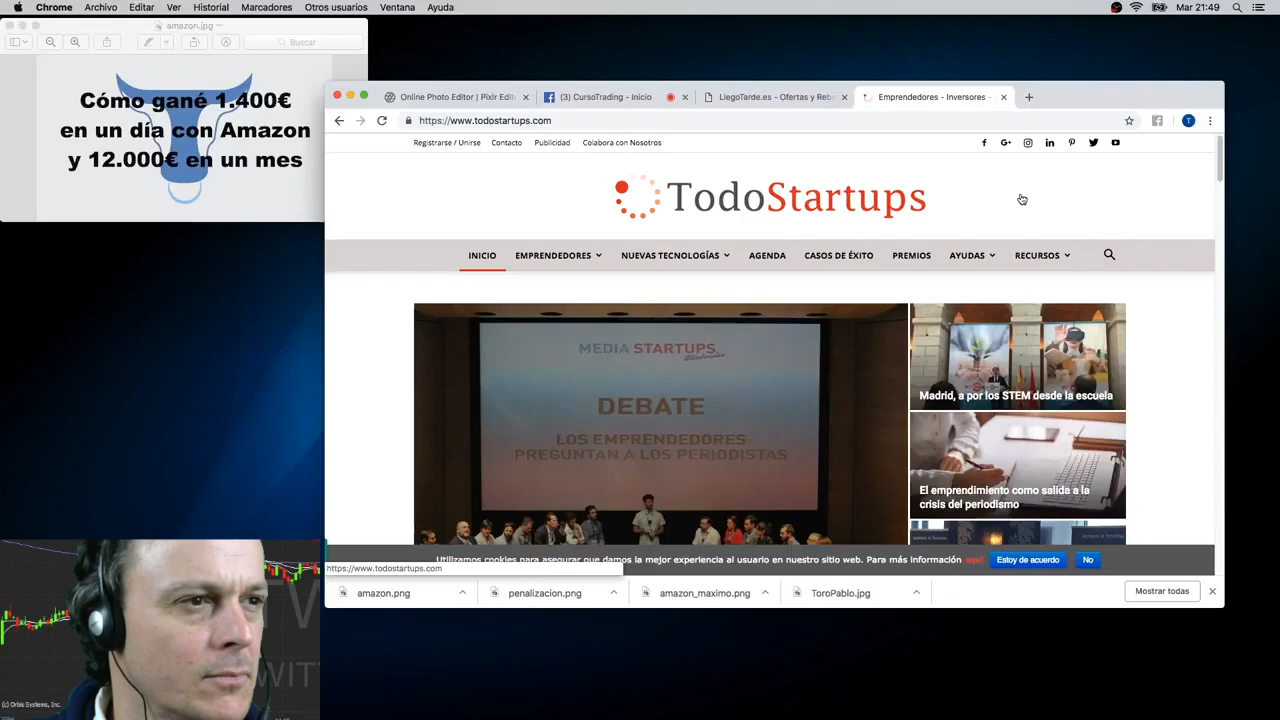 Chrome Archivo Editar Ver Historial Marcadores Otros usuarios Ventana Ayuda Mar 21:49
amazon.jpg
Buscar
Cómo gané 1.400€
en un día con Amazon
y 12.000€ en un mes
Online Photo Editor | Pixlr Edit
(3) CursoTrading - Inicio
LlegoTarde.es - Ofertas y Reb
Emprendedores - Inversores -
https://www.todostartups.com
T
Registrarse / Unirse Contacto Publicidad Colabora con Nosotros
TodoStartups
INICIO EMPRENDEDORES NUEVAS TECNOLOGÍAS AGENDA CASOS DE ÉXITO PREMIOS AYUDAS RECURSOS
MEDIA STARTUPS
DEBATE
LOS EMPRENDEDORES
PREGUNTAN A LOS PERIODISTAS
Madrid, a por los STEM desde la escuela
El emprendimiento como salida a la
crisis del periodismo
Utilizamos cookies para asegurar que damos la mejor experiencia al usuario en nuestro sitio web. Para más información aquí Estoy de acuerdo No
https://www.todostartups.com
amazon.png penalizacion.png amazon_maximo.png ToroPablo.jpg Mostrar todas
(c) Orbis Systems, Inc.